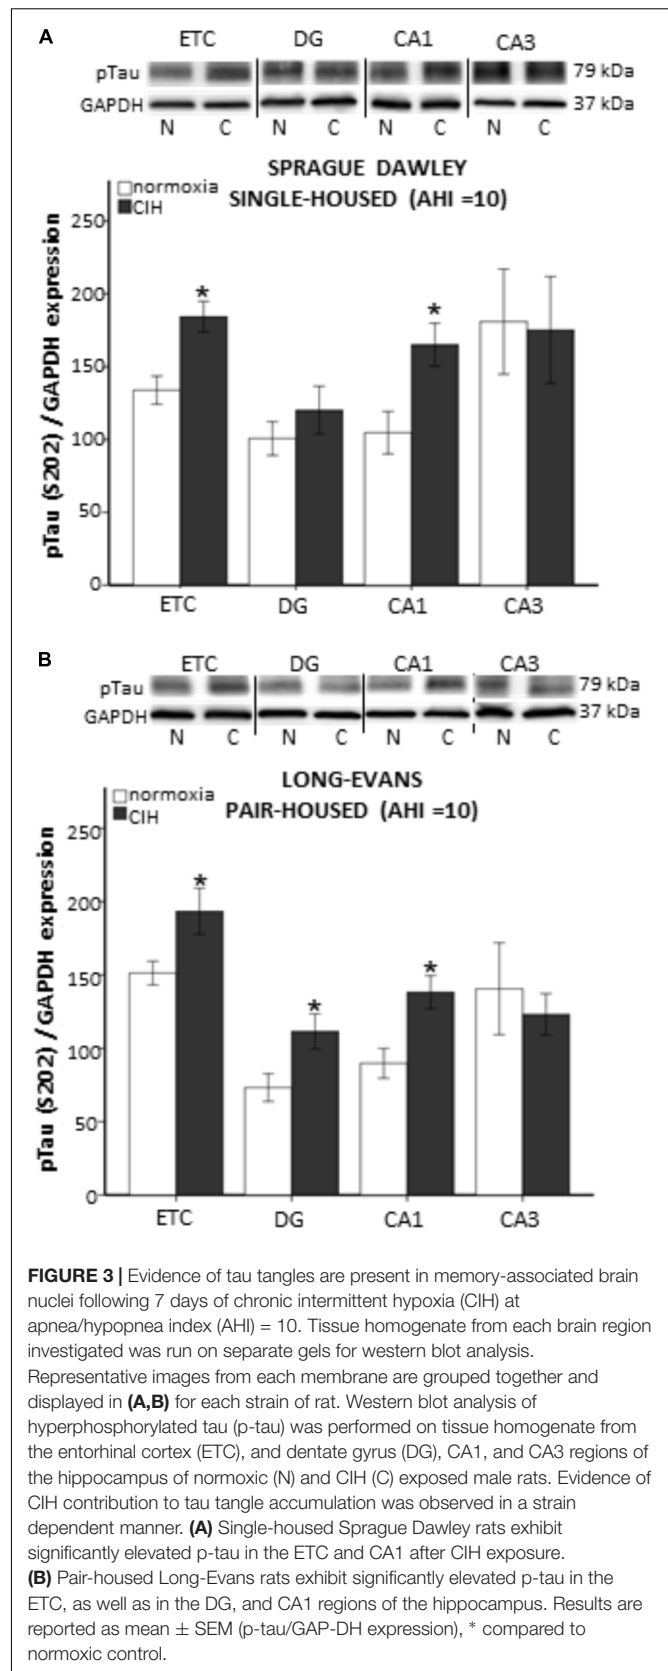 A
ETC DG CA1 CA3
pTau 79 kDa
GAPDH 37 kDa
N C N C N C N C
SPRAGUE DAWLEY
SINGLE-HOUSED (AHI =10)
normoxia
CIH
pTau (S202) / GAPDH expression
250
200
150
100
50
0
* *
ETC DG CA1 CA3
B
ETC DG CA1 CA3
pTau 79 kDa
GAPDH 37 kDa
N C N C N C N C
LONG-EVANS
PAIR-HOUSED (AHI =10)
normoxia
CIH
pTau (S202) / GAPDH expression
250
200
150
100
50
0
* * *
ETC DG CA1 CA3
FIGURE 3 | Evidence of tau tangles are present in memory-associated brain
nuclei following 7 days of chronic intermittent hypoxia (CIH) at
apnea/hypopnea index (AHI) = 10. Tissue homogenate from each brain region
investigated was run on separate gels for western blot analysis.
Representative images from each membrane are grouped together and
displayed in (A,B) for each strain of rat. Western blot analysis of
hyperphosphorylated tau (p-tau) was performed on tissue homogenate from
the entorhinal cortex (ETC), and dentate gyrus (DG), CA1, and CA3 regions of
the hippocampus of normoxic (N) and CIH (C) exposed male rats. Evidence of
CIH contribution to tau tangle accumulation was observed in a strain
dependent manner. (A) Single-housed Sprague Dawley rats exhibit
significantly elevated p-tau in the ETC and CA1 after CIH exposure.
(B) Pair-housed Long-Evans rats exhibit significantly elevated p-tau in the
ETC, as well as in the DG, and CA1 regions of the hippocampus. Results are
reported as mean ± SEM (p-tau/GAP-DH expression), * compared to
normoxic control.